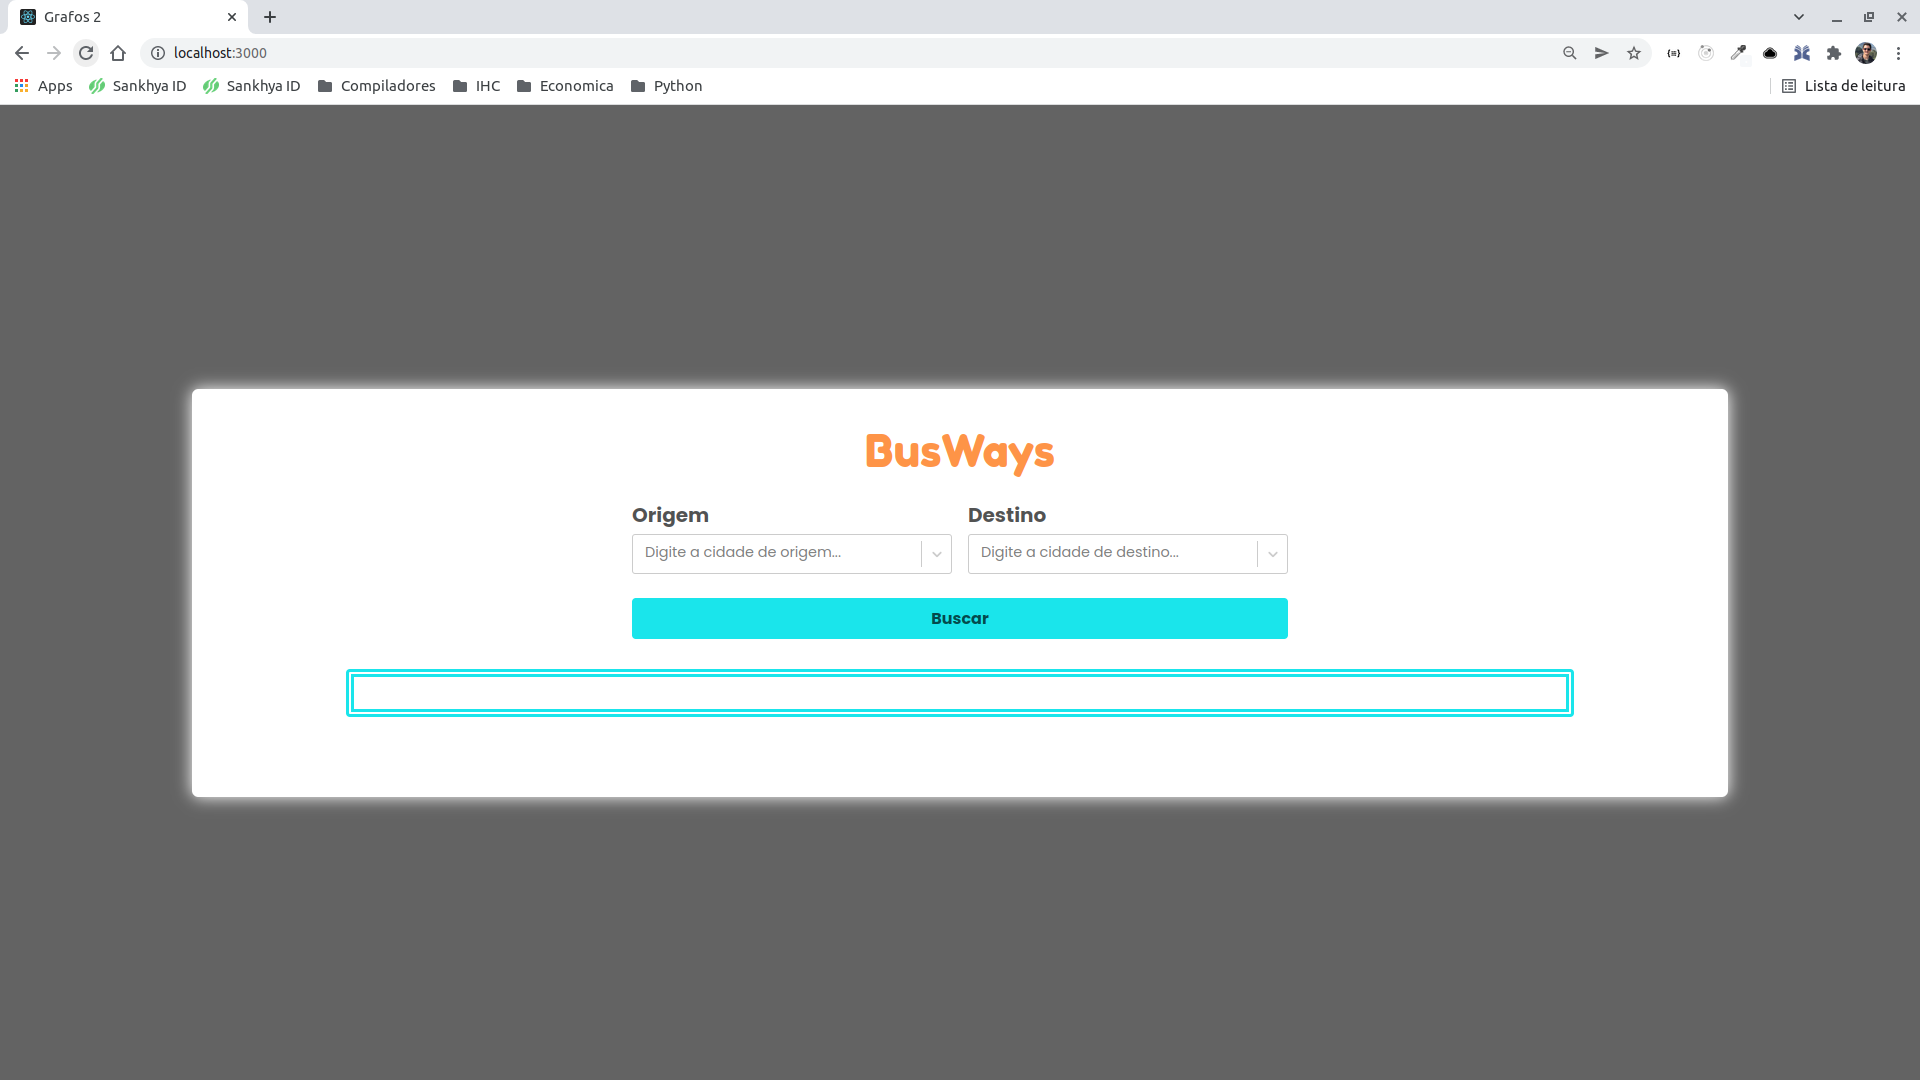 Grafos 2
localhost:3000
Apps Sankhya ID Sankhya ID Compiladores IHC Economica Python Lista de leitura
BusWays
Origem Destino
Digite a cidade de origem... Digite a cidade de destino...
Buscar